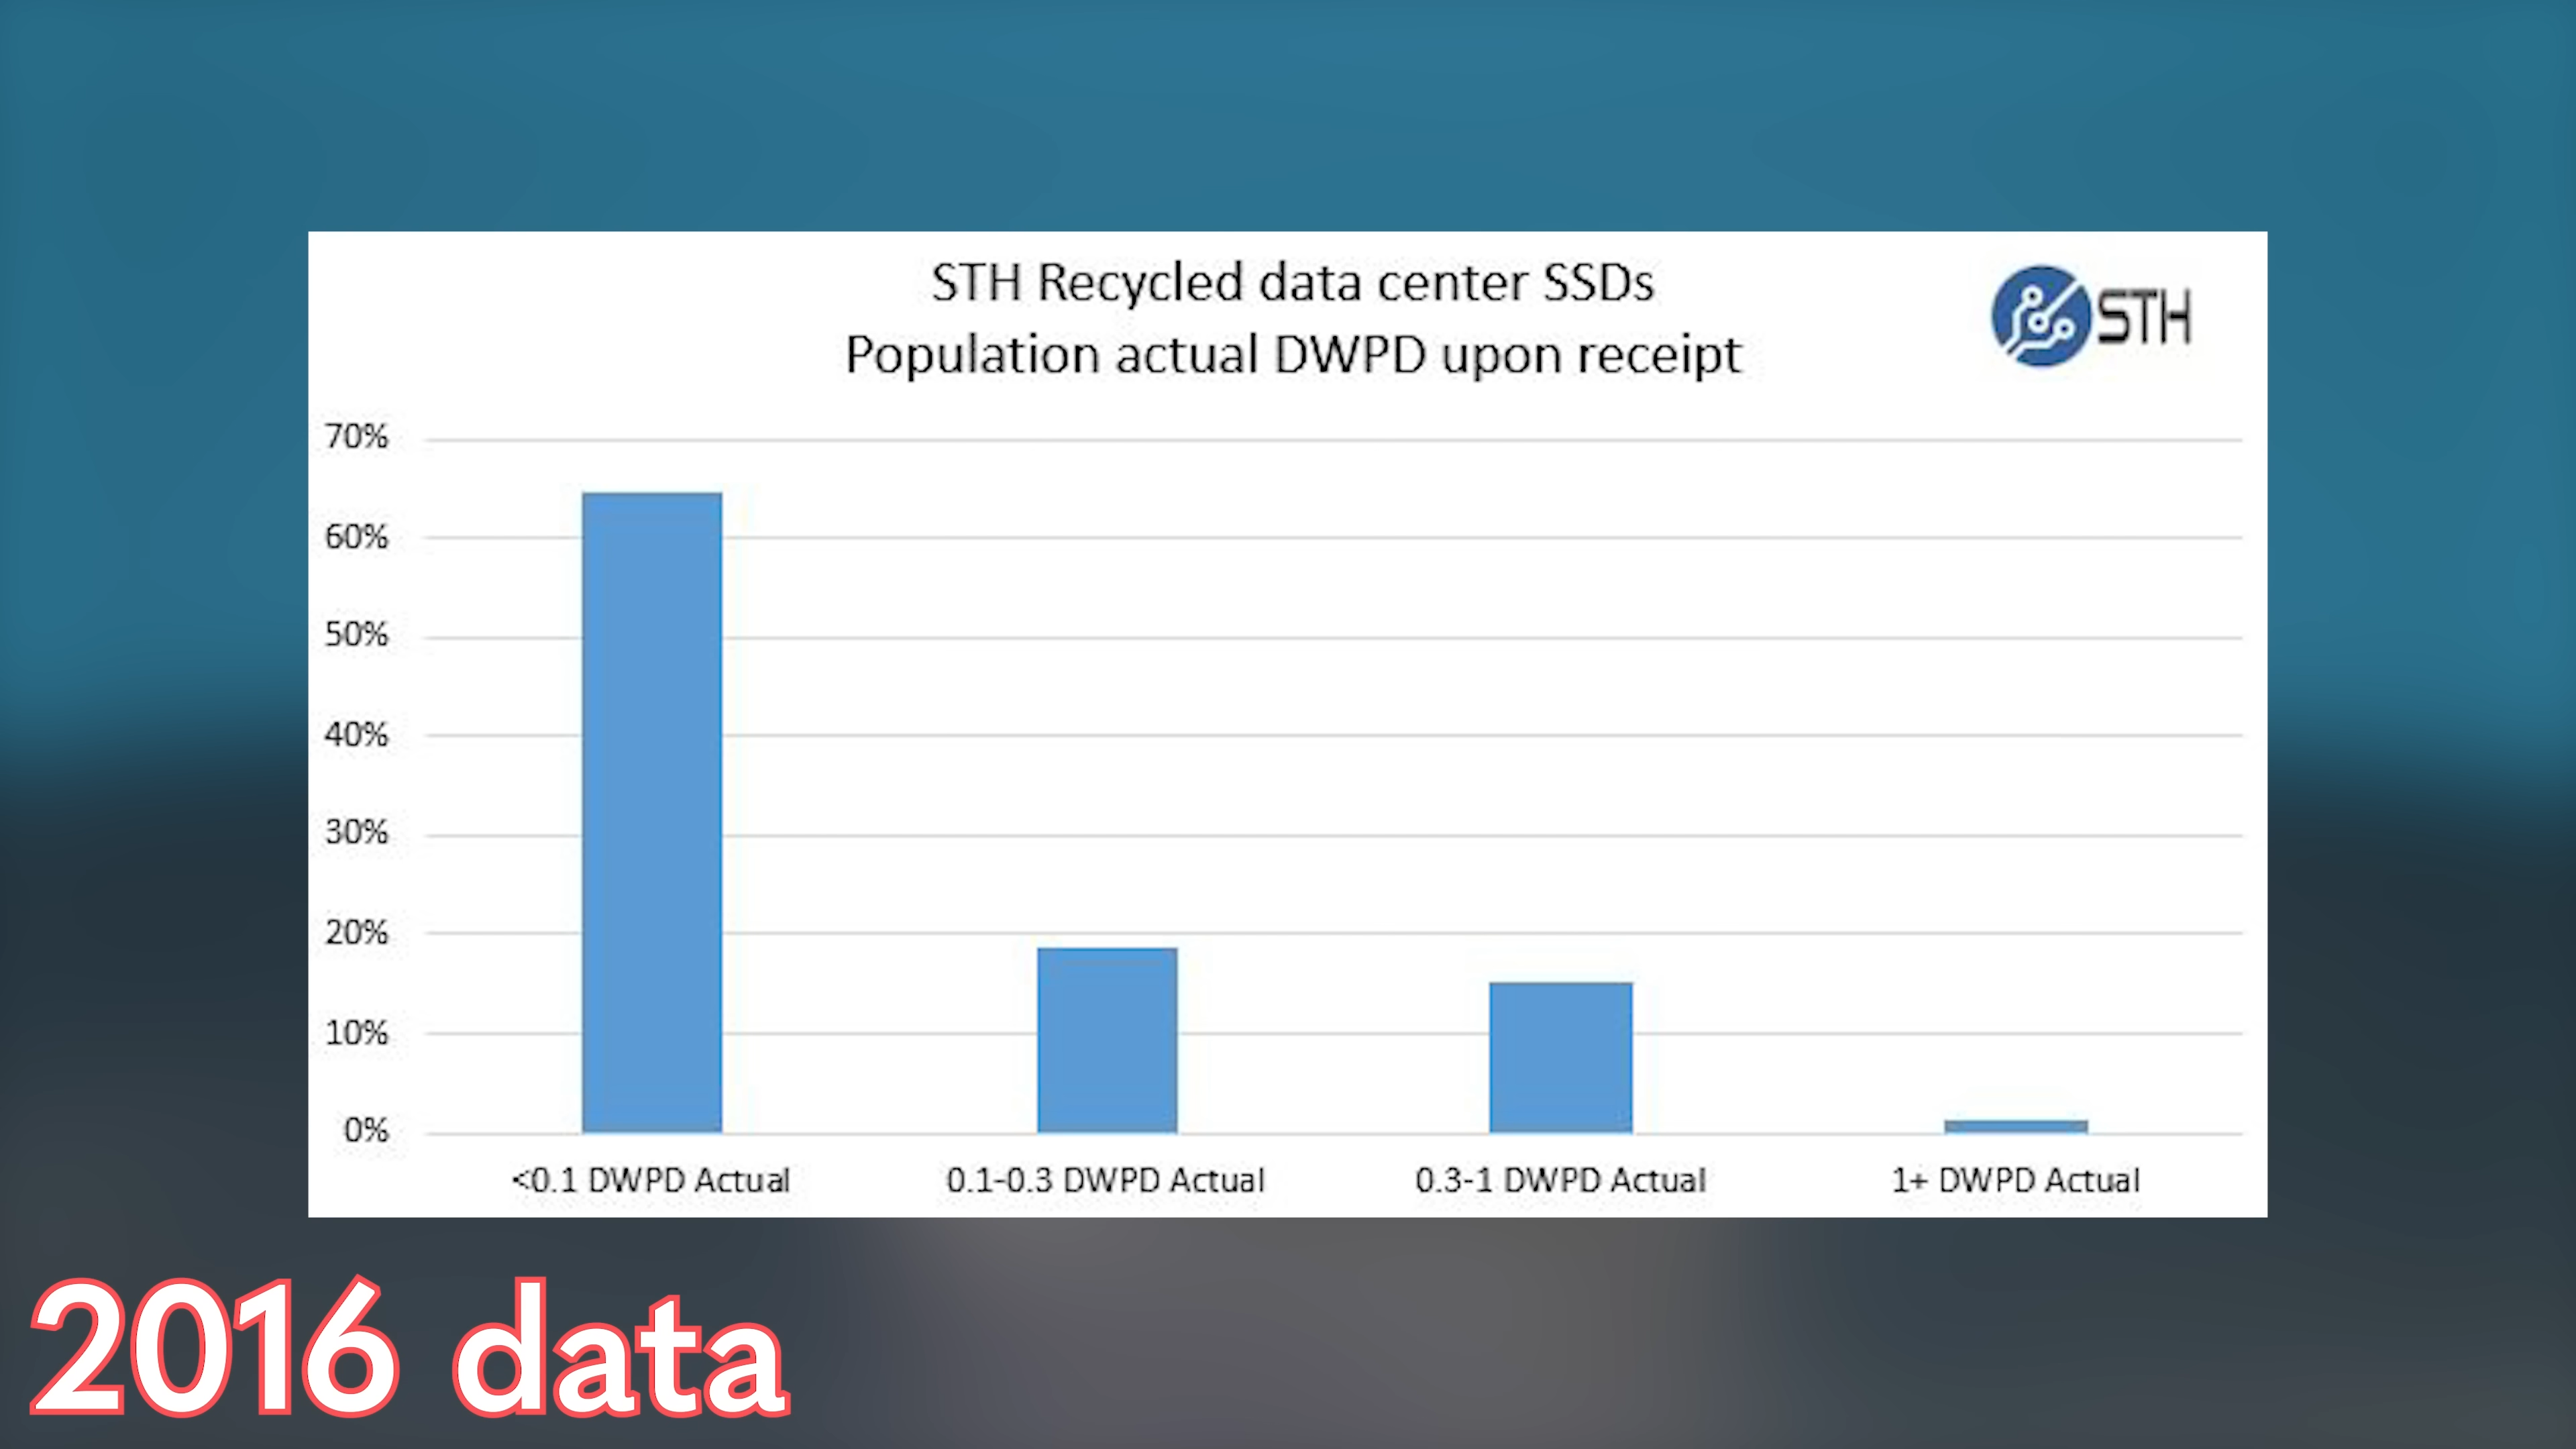 STH Recycled data center SSDs
Population actual DWPD upon receipt
STH
70%
60%
50%
40%
30%
20%
10%
0%
<0.1 DWPD Actual
0.1-0.3 DWPD Actual
0.3-1 DWPD Actual
1+ DWPD Actual
2016 data